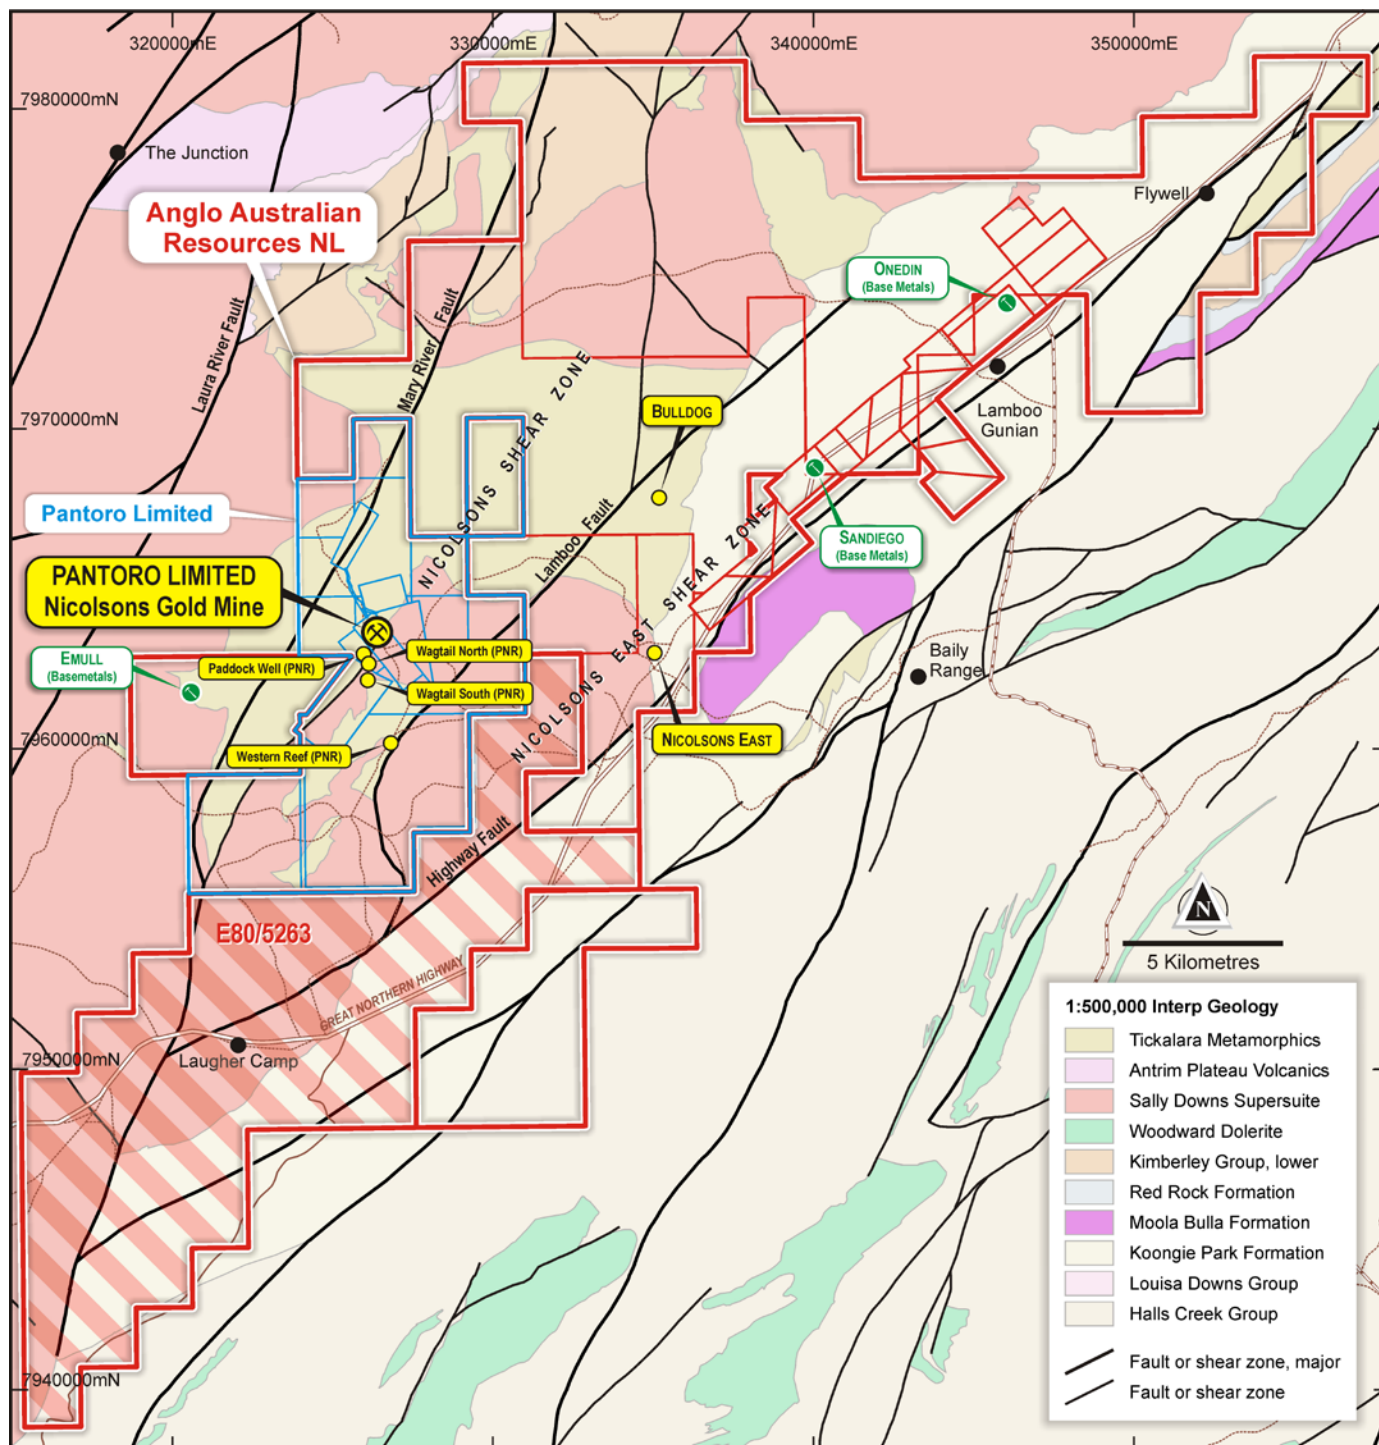 320000mE
330000mE
340000mE
350000mE
7980000mN
The Junction
Flywell
Anglo Australian
Resources NL
ONEDIN
(Base Metals)
Laura River Fault
Mary River Fault
NICOLSONS SHEAR ZONE
Lamboo
Gunian
BULLDOG
7970000mN
Pantoro Limited
Lamboo Fault
SANDIEGO
(Base Metals)
PANTORO LIMITED
Nicolsons Gold Mine
NICOLSONS EAST SHEAR ZONE
EMULL
(Basemetals)
Paddock Well (PNR)
Wagtail North (PNR)
Wagtail South (PNR)
Baily
Range
7960000mN
Western Reef (PNR)
NICOLSONS EAST
Highway Fault
E80/5263
N
5 Kilometres
GREAT NORTHERN HIGHWAY
Laugher Camp
7950000mN
7940000mN
1:500,000 Interp Geology
Tickalara Metamorphics
Antrim Plateau Volcanics
Sally Downs Supersuite
Woodward Dolerite
Kimberley Group, lower
Red Rock Formation
Moola Bulla Formation
Koongie Park Formation
Louisa Downs Group
Halls Creek Group
Fault or shear zone, major
Fault or shear zone